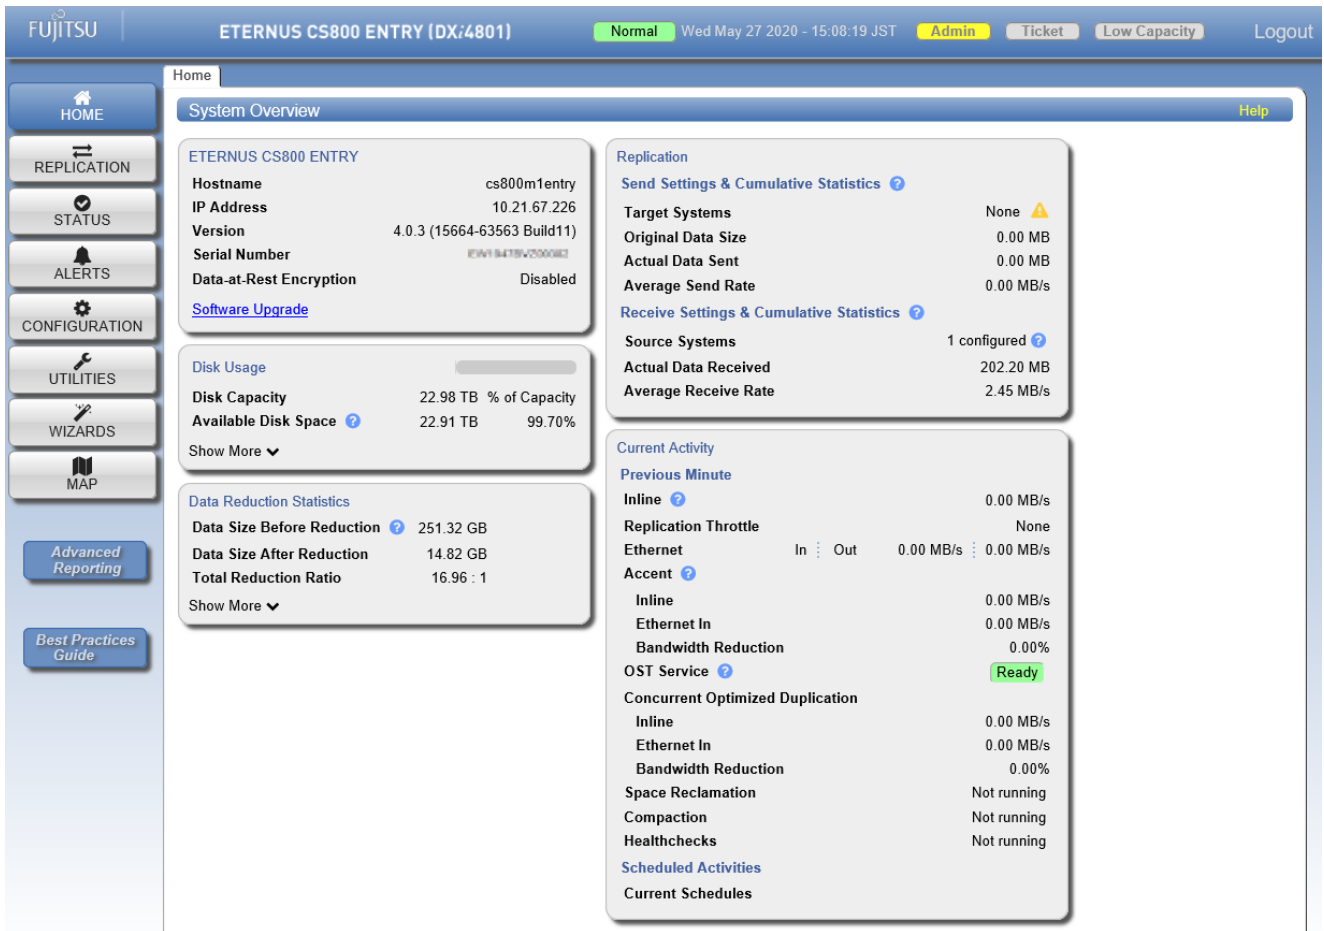 FUJITSU
ETERNUS CS800 ENTRY (DXi4801)
Normal Wed May 27 2020 - 15:08:19 JST Admin Ticket Low Capacity Logout
Home
HOME
REPLICATION
STATUS
ALERTS
CONFIGURATION
UTILITIES
WIZARDS
MAP
Advanced
Reporting
Best Practices
Guide
System Overview Help
ETERNUS CS800 ENTRY
Hostname cs800m1entry
IP Address 10.21.67.226
Version 4.0.3 (15664-63563 Build11)
Serial Number
Data-at-Rest Encryption Disabled
Software Upgrade
Disk Usage
Disk Capacity 22.98 TB % of Capacity
Available Disk Space ? 22.91 TB 99.70%
Show More
Data Reduction Statistics
Data Size Before Reduction ? 251.32 GB
Data Size After Reduction 14.82 GB
Total Reduction Ratio 16.96 : 1
Show More
Replication
Send Settings & Cumulative Statistics ?
Target Systems None
Original Data Size 0.00 MB
Actual Data Sent 0.00 MB
Average Send Rate 0.00 MB/s
Receive Settings & Cumulative Statistics ?
Source Systems 1 configured ?
Actual Data Received 202.20 MB
Average Receive Rate 2.45 MB/s
Current Activity
Previous Minute
Inline ? 0.00 MB/s
Replication Throttle None
Ethernet In Out 0.00 MB/s 0.00 MB/s
Accent ?
Inline 0.00 MB/s
Ethernet In 0.00 MB/s
Bandwidth Reduction 0.00%
OST Service ? Ready
Concurrent Optimized Duplication
Inline 0.00 MB/s
Ethernet In 0.00 MB/s
Bandwidth Reduction 0.00%
Space Reclamation Not running
Compaction Not running
Healthchecks Not running
Scheduled Activities
Current Schedules